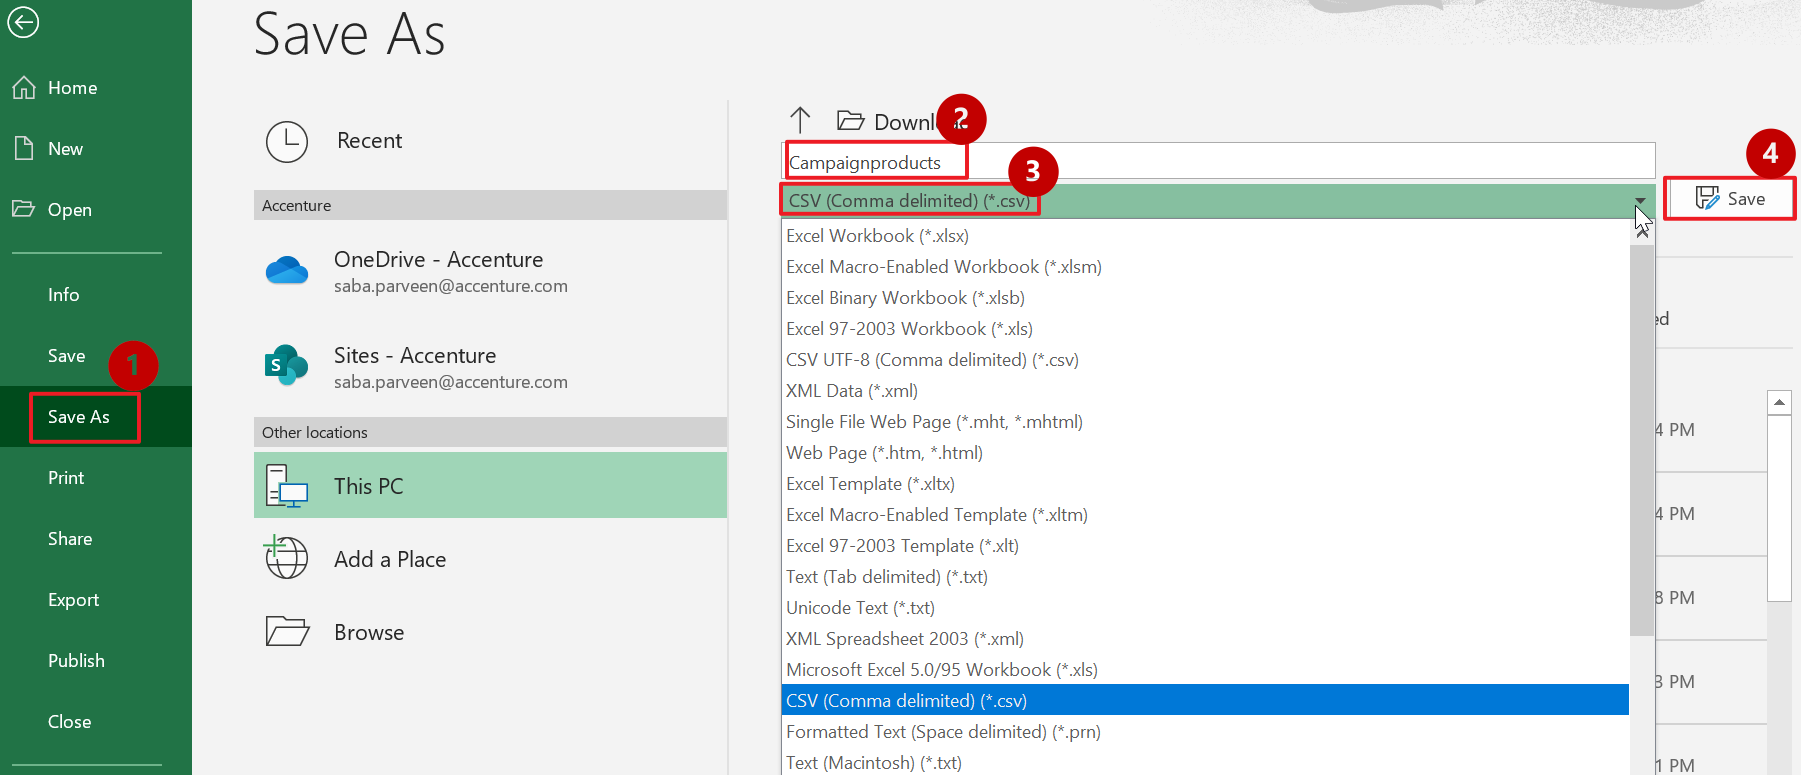 Save As
Home
New
Open
Info
Save
1
Save As
Print
Share
Export
Publish
Close
Recent
Accenture
OneDrive - Accenture
saba.parveen@accenture.com
Sites - Accenture
saba.parveen@accenture.com
Other locations
This PC
Add a Place
Browse
2
Campaignproducts
3
CSV (Comma delimited) (*.csv)
4
Save
Excel Workbook (*.xlsx)
Excel Macro-Enabled Workbook (*.xlsm)
Excel Binary Workbook (*.xlsb)
Excel 97-2003 Workbook (*.xls)
CSV UTF-8 (Comma delimited) (*.csv)
XML Data (*.xml)
Single File Web Page (*.mht, *.mhtml)
Web Page (*.htm, *.html)
Excel Template (*.xltx)
Excel Macro-Enabled Template (*.xltm)
Excel 97-2003 Template (*.xlt)
Text (Tab delimited) (*.txt)
Unicode Text (*.txt)
XML Spreadsheet 2003 (*.xml)
Microsoft Excel 5.0/95 Workbook (*.xls)
CSV (Comma delimited) (*.csv)
Formatted Text (Space delimited) (*.prn)
Text (Macintosh) (*.txt)
ed
4 PM
4 PM
8 PM
3 PM
1 PM